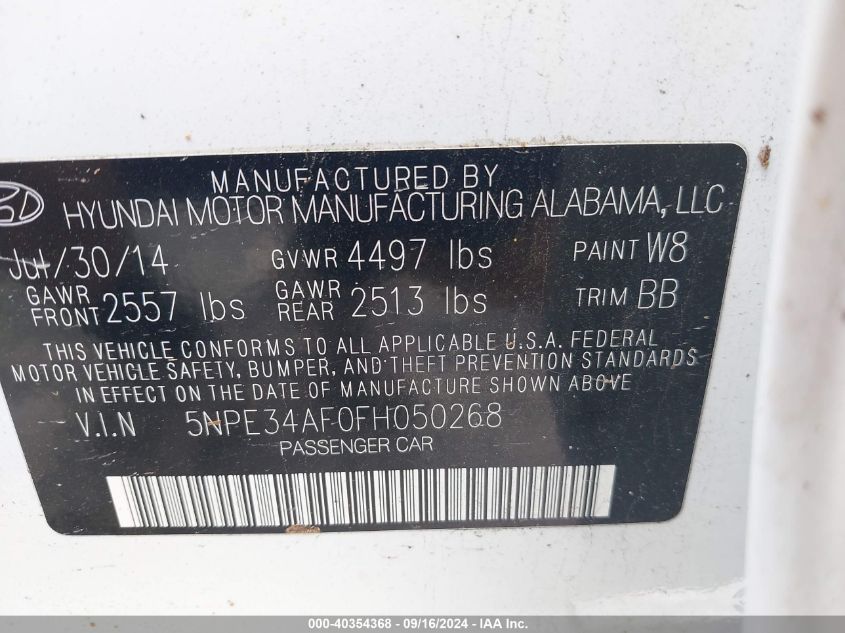 MANUFACTURED BY
HYUNDAI MOTOR MANUFACTURING ALABAMA, LLC
Jul/30/14 GVWR 4497 lbs PAINT W8
GAWR FRONT 2557 lbs GAWR REAR 2513 lbs TRIM BB
THIS VEHICLE CONFORMS TO ALL APPLICABLE U.S.A. FEDERAL
MOTOR VEHICLE SAFETY, BUMPER, AND THEFT PREVENTION STANDARDS
IN EFFECT ON THE DATE OF MANUFACTURE SHOWN ABOVE
V.I.N 5NPE34AF0FH050268
PASSENGER CAR
000-40354368 - 09/16/2024 - IAA Inc.